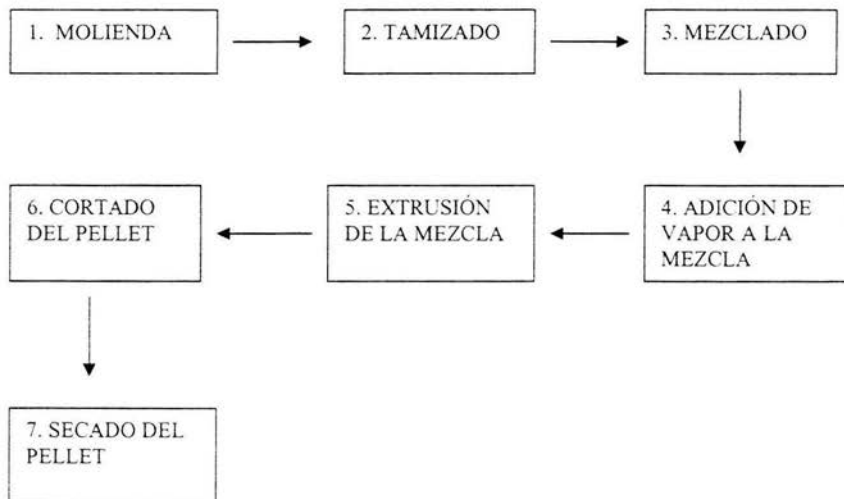 1. MOLIENDA
2. TAMIZADO
3. MEZCLADO
4. ADICIÓN DE
VAPOR A LA
MEZCLA
5. EXTRUSIÓN
DE LA MEZCLA
6. CORTADO
DEL PELLET
7. SECADO DEL
PELLET